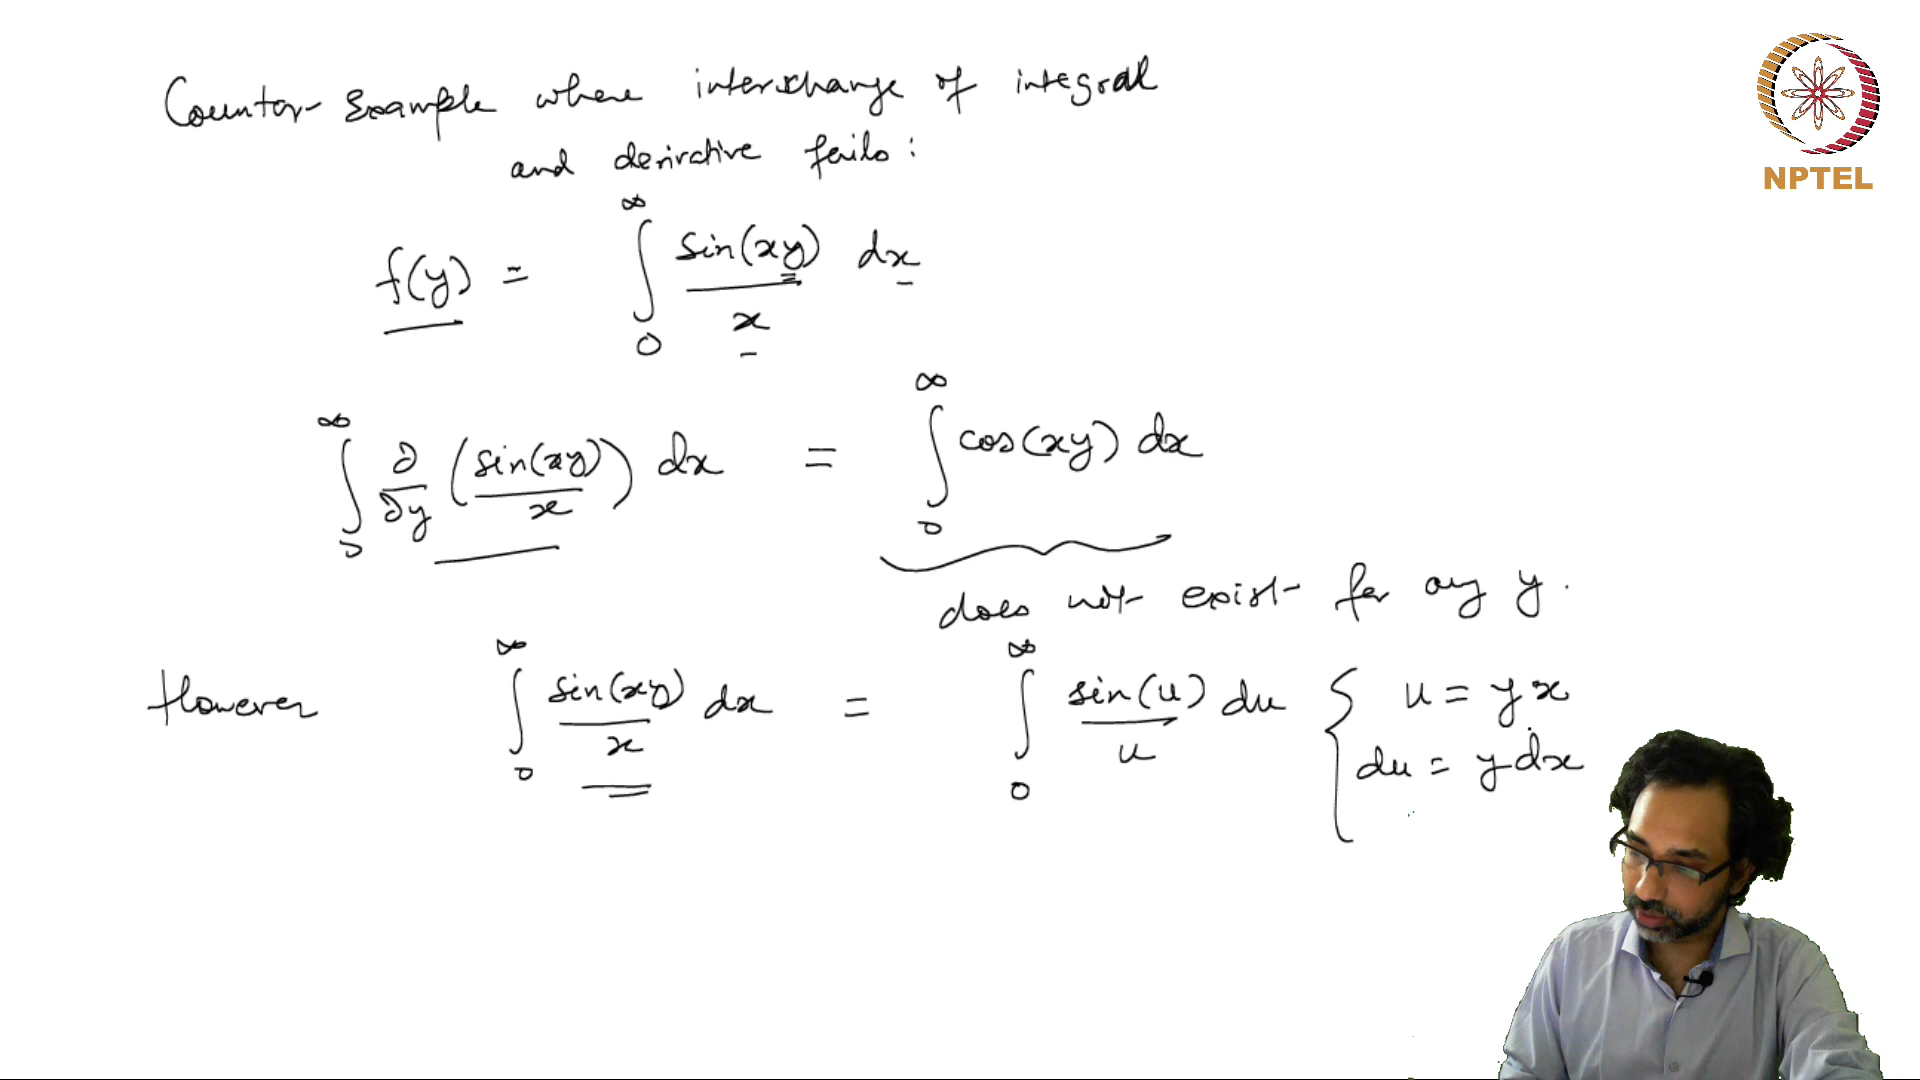 Counter-Example where interchange of integral
and derivative fails:
NPTEL
f(y) = ∫₀^∞ sin(xy)/x dx
∫₀^∞ ∂/∂y (sin(xy)/x) dx = ∫₀^∞ cos(xy) dx
does not exist for any y.
However ∫₀^∞ sin(xy)/x dx = ∫₀^∞ sin(u)/u du { u = yx
du = y dx